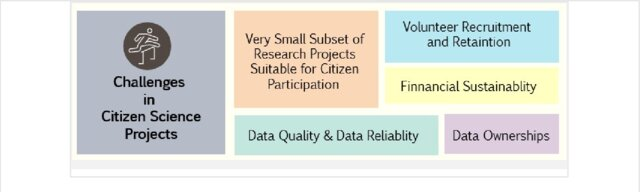 Challenges
in
Citizen Science
Projects
Very Small Subset of
Research Projects
Suitable for Citizen
Participation
Volunteer Recruitment
and Retaintion
Finnancial Sustainablity
Data Quality & Data Reliablity
Data Ownerships